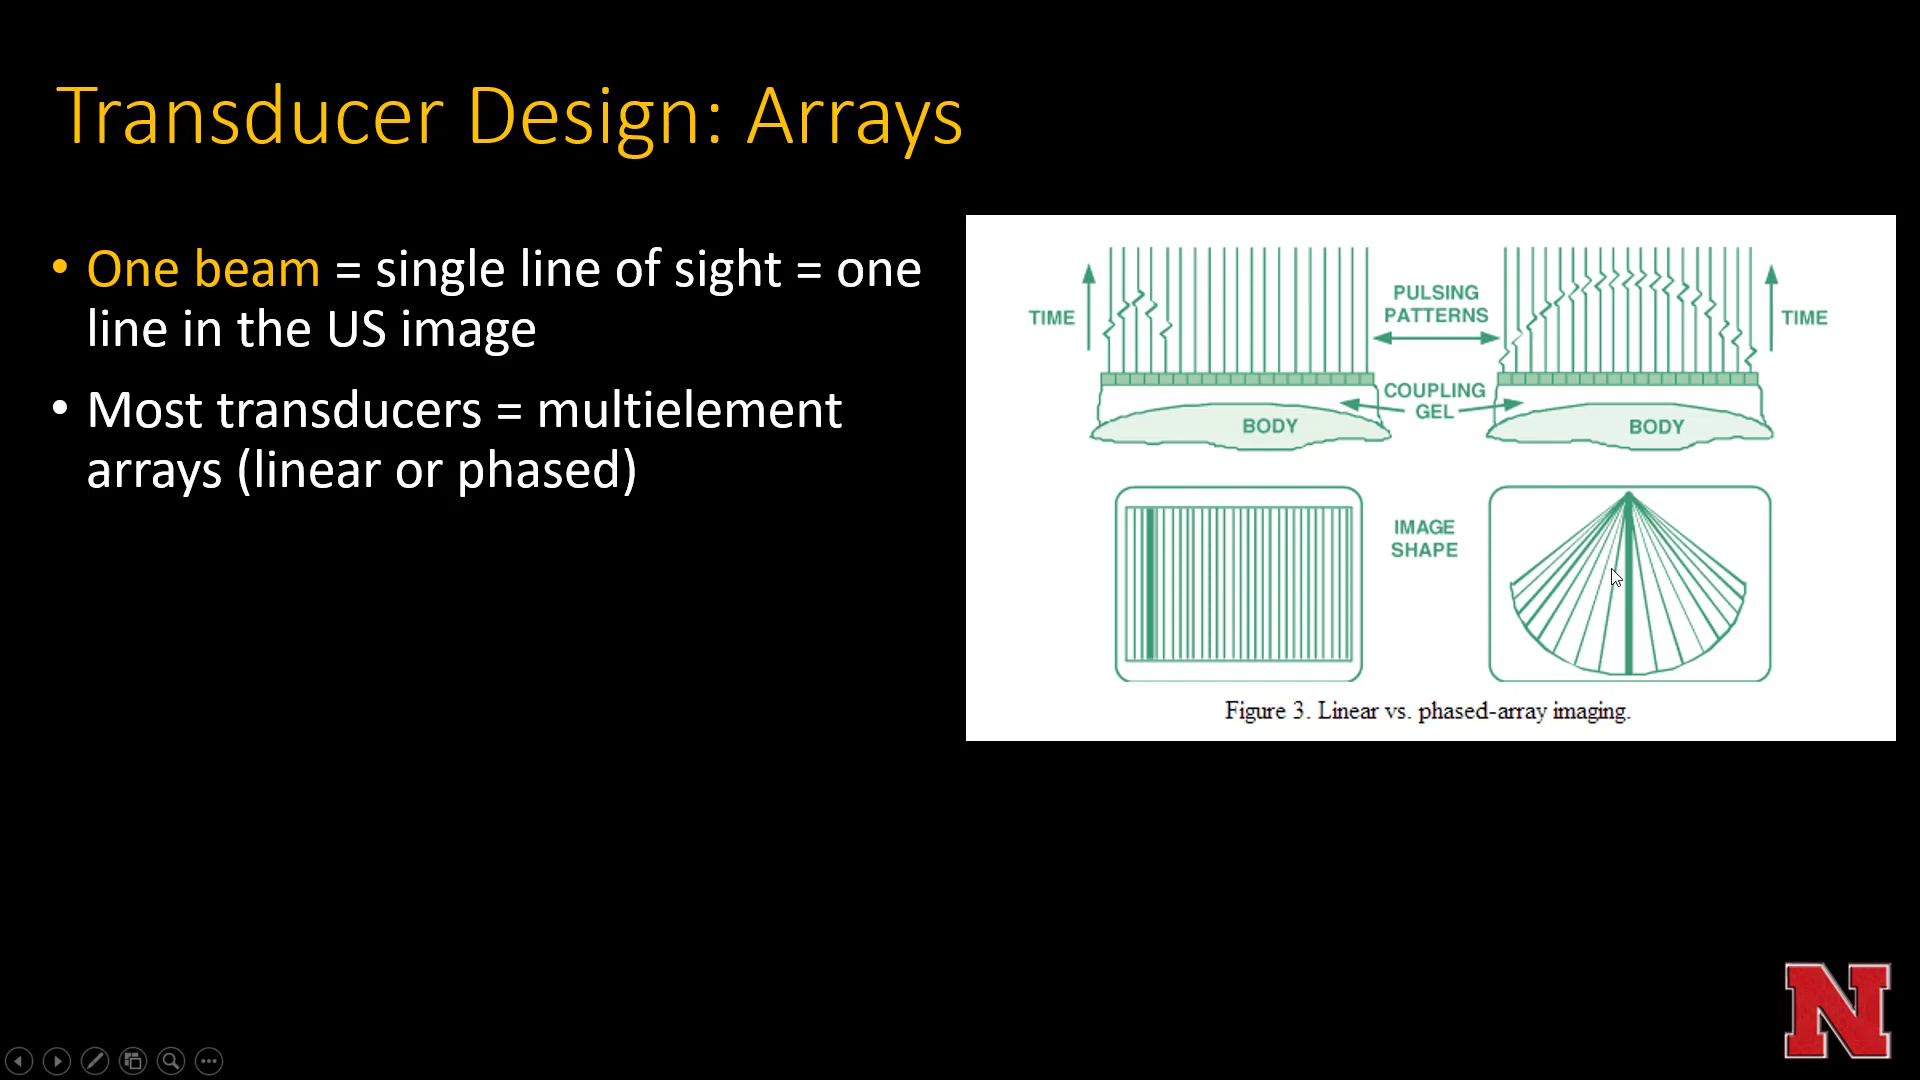 Transducer Design: Arrays
• One beam = single line of sight = one
line in the US image
• Most transducers = multielement
arrays (linear or phased)
TIME
PULSING
PATTERNS
TIME
COUPLING
GEL
BODY
BODY
IMAGE
SHAPE
Figure 3. Linear vs. phased-array imaging.
N